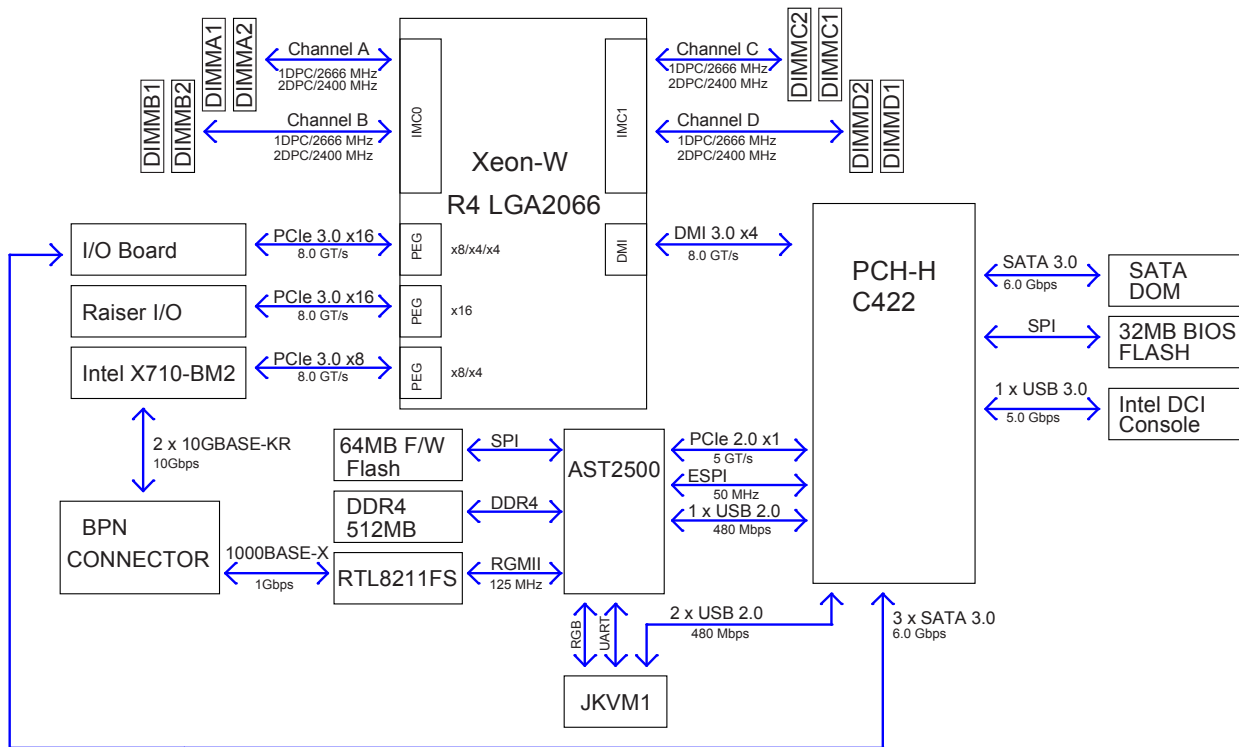 DIMMB1
DIMMB2
DIMMA1
DIMMA2
Channel A
1DPC/2666 MHz
2DPC/2400 MHz
Channel B
1DPC/2666 MHz
2DPC/2400 MHz
IMC0
Xeon-W
R4 LGA2066
IMC1
Channel C
1DPC/2666 MHz
2DPC/2400 MHz
Channel D
1DPC/2666 MHz
2DPC/2400 MHz
DIMMC2
DIMMC1
DIMMD2
DIMMD1
I/O Board
PCIe 3.0 x16
8.0 GT/s
PEG
x8/x4/x4
DMI
DMI 3.0 x4
8.0 GT/s
Raiser I/O
PCIe 3.0 x16
8.0 GT/s
PEG
x16
Intel X710-BM2
PCIe 3.0 x8
8.0 GT/s
PEG
x8/x4
PCH-H
C422
SATA 3.0
6.0 Gbps
SATA
DOM
SPI
32MB BIOS
FLASH
1 x USB 3.0
5.0 Gbps
Intel DCI
Console
2 x 10GBASE-KR
10Gbps
BPN
CONNECTOR
1000BASE-X
1Gbps
64MB F/W
Flash
SPI
DDR4
512MB
DDR4
RTL8211FS
RGMII
125 MHz
AST2500
PCIe 2.0 x1
5 GT/s
ESPI
50 MHz
1 x USB 2.0
480 Mbps
RGB
UART
2 x USB 2.0
480 Mbps
3 x SATA 3.0
6.0 Gbps
JKVM1